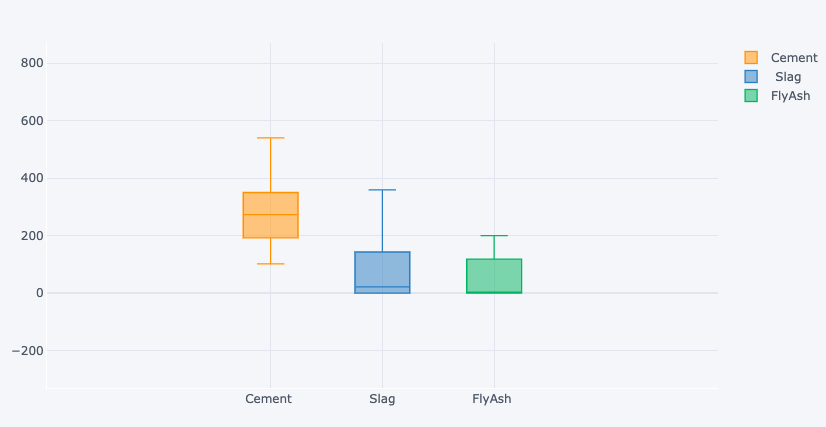 800
600
400
200
0
−200
Cement
Slag
FlyAsh
Cement
Slag
FlyAsh